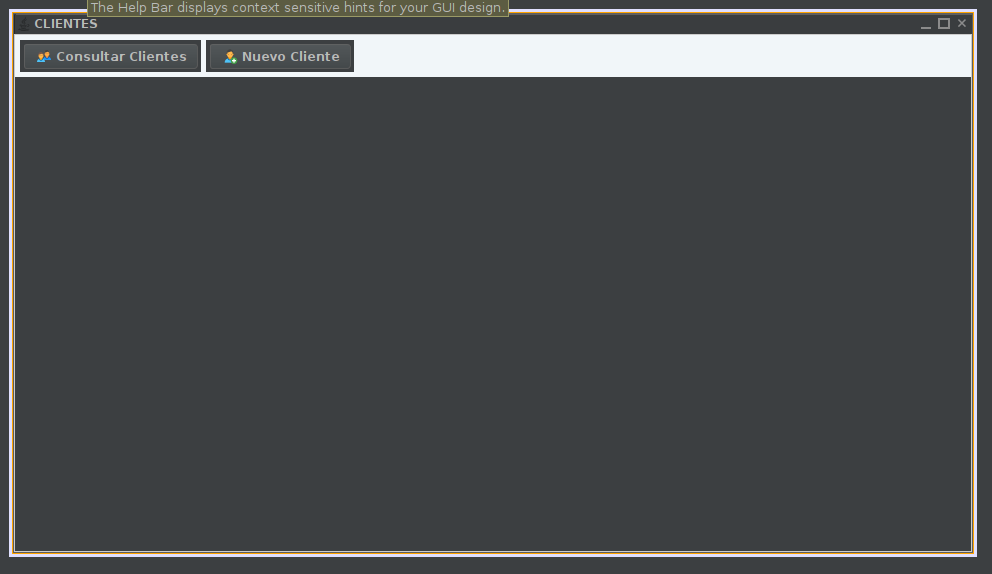 The Help Bar displays context sensitive hints for your GUI design.
CLIENTES
Consultar Clientes
Nuevo Cliente